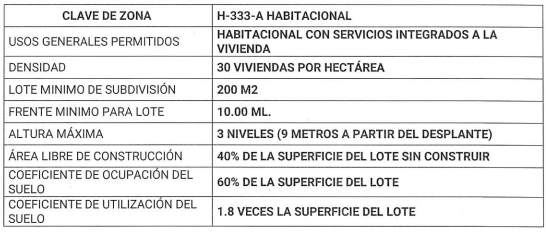 CLAVE DE ZONA H-333-A HABITACIONAL
USOS GENERALES PERMITIDOS HABITACIONAL CON SERVICIOS INTEGRADOS A LA
VIVIENDA
DENSIDAD 30 VIVIENDAS POR HECTÁREA
LOTE MINIMO DE SUBDIVISIÓN 200 M2
FRENTE MINIMO PARA LOTE 10.00 ML.
ALTURA MÁXIMA 3 NIVELES (9 METROS A PARTIR DEL DESPLANTE)
ÁREA LIBRE DE CONSTRUCCIÓN 40% DE LA SUPERFICIE DEL LOTE SIN CONSTRUIR
COEFICIENTE DE OCUPACIÓN DEL
SUELO 60% DE LA SUPERFICIE DEL LOTE
COEFICIENTE DE UTILIZACIÓN DEL
SUELO 1.8 VECES LA SUPERFICIE DEL LOTE